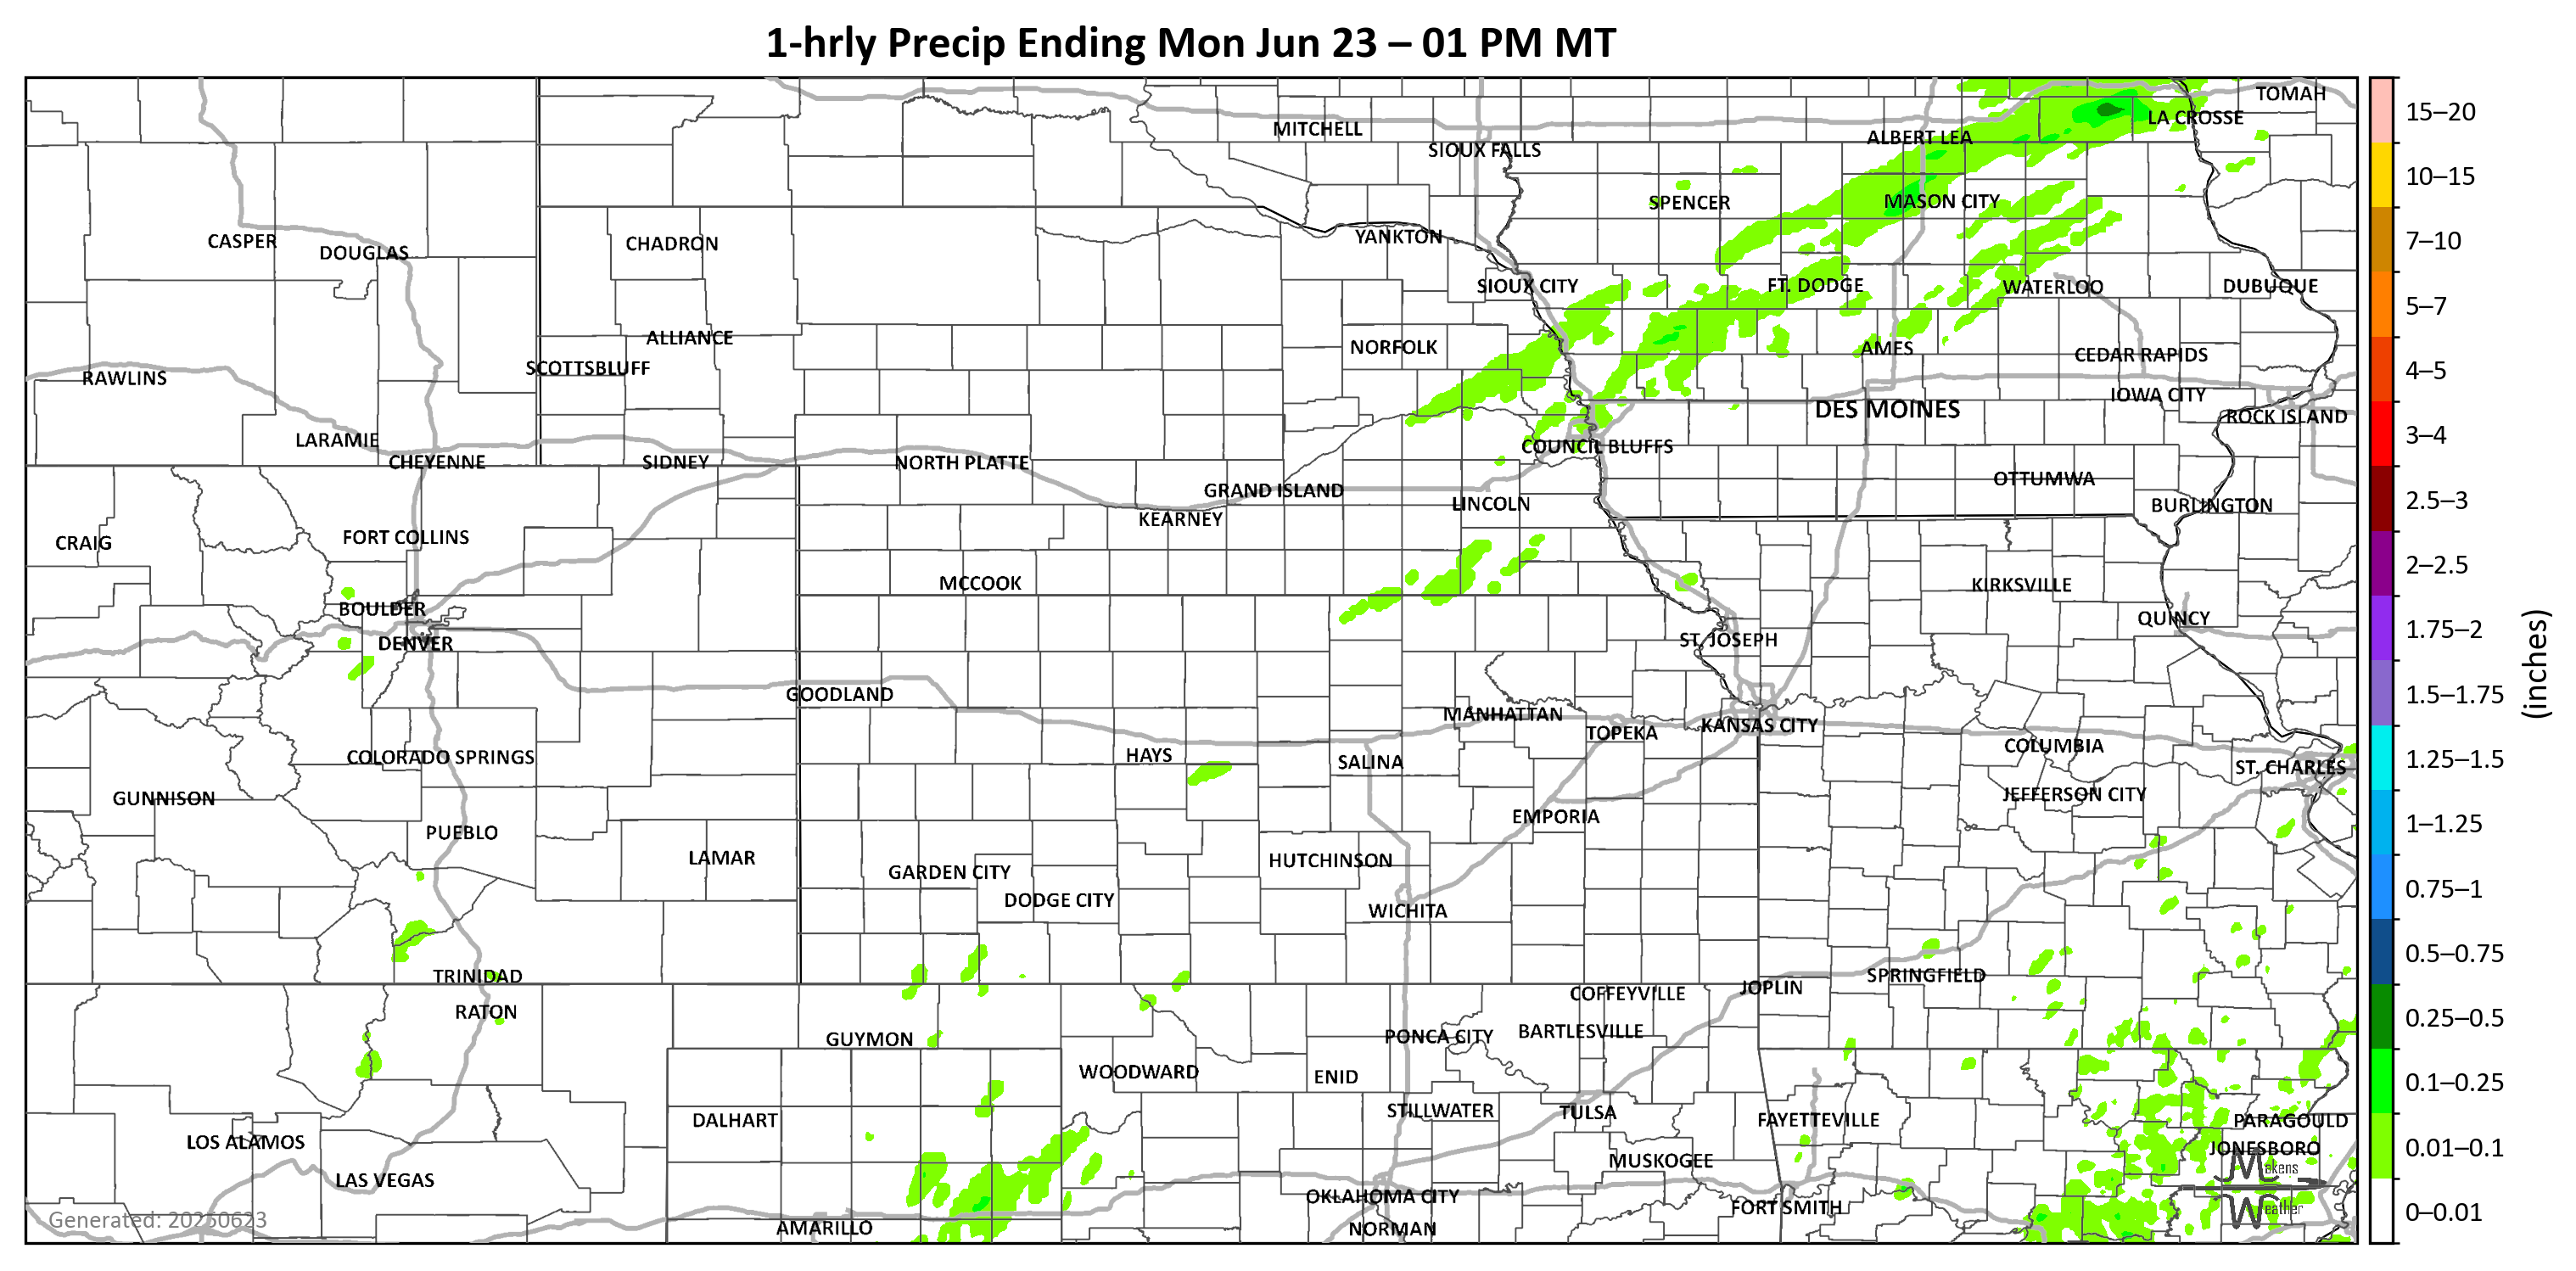 1-hrly Precip Ending Mon Jun 23 – 01 PM MT
TOMAH
LA CROSSE
MITCHELL
ALBERT LEA
SIOUX FALLS
SPENCER
MASON CITY
YANKTON
CASPER
DOUGLAS
CHADRON
SIOUX CITY
FT. DODGE
WATERLOO
DUBUQUE
ALLIANCE
NORFOLK
AMES
CEDAR RAPIDS
SCOTTSBLUFF
RAWLINS
IOWA CITY
DES MOINES
ROCK ISLAND
LARAMIE
COUNCIL BLUFFS
CHEYENNE
SIDNEY
NORTH PLATTE
OTTUMWA
GRAND ISLAND
LINCOLN
BURLINGTON
KEARNEY
FORT COLLINS
CRAIG
MCCOOK
KIRKSVILLE
BOULDER
QUINCY
DENVER
ST. JOSEPH
GOODLAND
MANHATTAN
TOPEKA
KANSAS CITY
COLUMBIA
COLORADO SPRINGS
HAYS
SALINA
ST. CHARLES
GUNNISON
JEFFERSON CITY
EMPORIA
PUEBLO
LAMAR
HUTCHINSON
GARDEN CITY
DODGE CITY
WICHITA
TRINIDAD
SPRINGFIELD
JOPLIN
COFFEYVILLE
RATON
BARTLESVILLE
PONCA CITY
GUYMON
WOODWARD
ENID
STILLWATER
TULSA
DALHART
FAYETTEVILLE
PARAGOULD
LOS ALAMOS
JONESBORO
MUSKOGEE
LAS VEGAS
OKLAHOMA CITY
FORT SMITH
AMARILLO
NORMAN
Makens
Weather
Generated: 20250623
15–20
10–15
7–10
5–7
4–5
3–4
2.5–3
2–2.5
1.75–2
1.5–1.75
1.25–1.5
1–1.25
0.75–1
0.5–0.75
0.25–0.5
0.1–0.25
0.01–0.1
0–0.01
(inches)